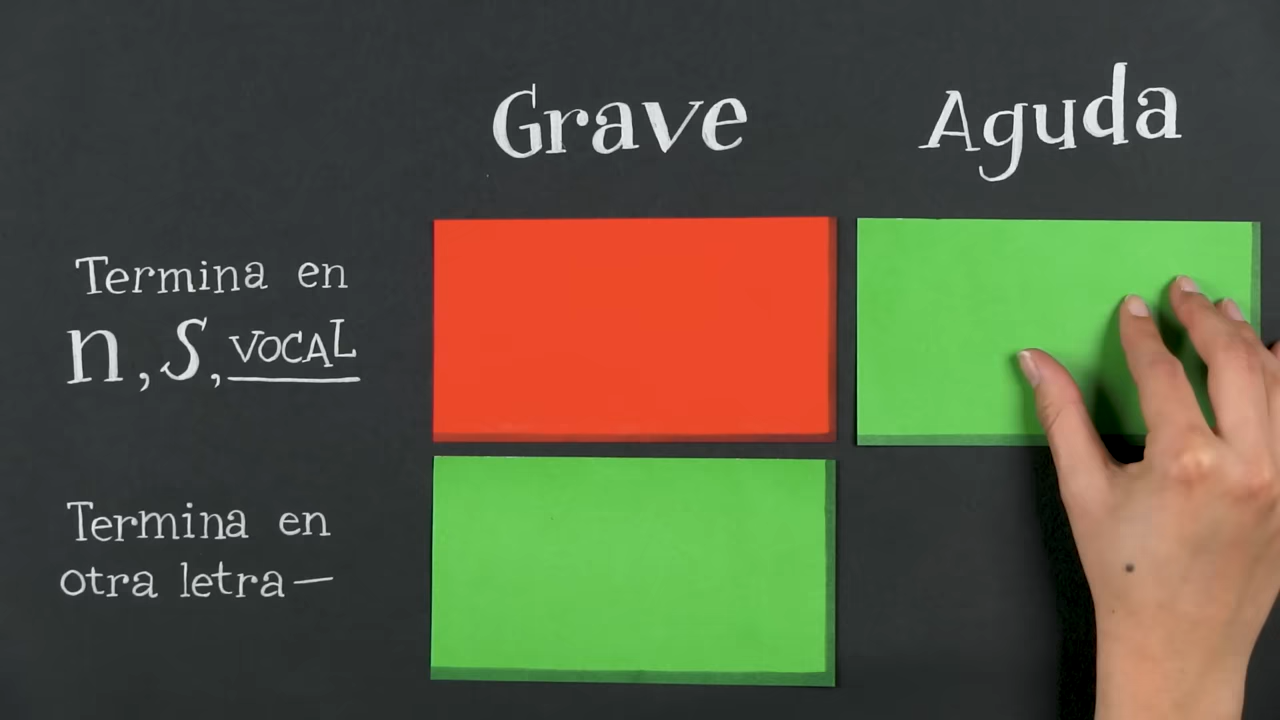 Grave Aguda
Termina en
n, s, VOCAL
Termina en
otra letra—